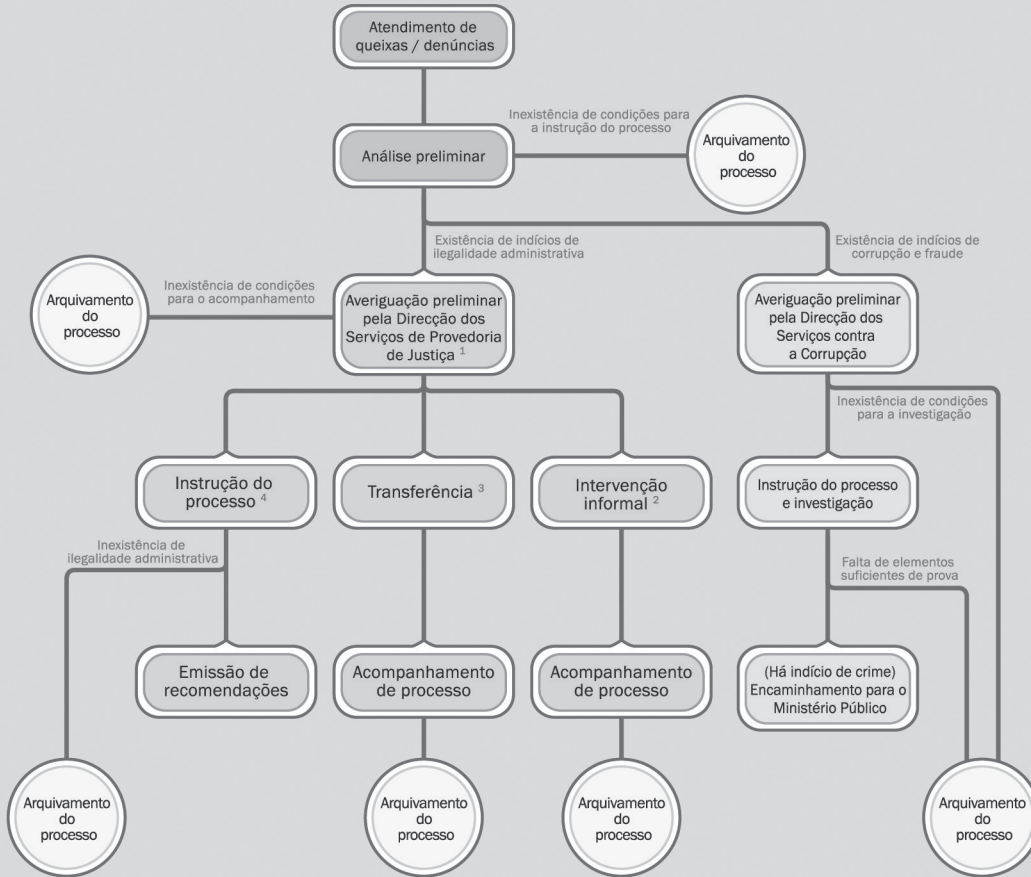 Atendimento de
queixas / denúncias
Análise preliminar
Inexistência de condições para
a instrução do processo
Arquivamento
do
processo
Existência de indícios de
ilegalidade administrativa
Existência de indícios de
corrupção e fraude
Arquivamento
do
processo
Inexistência de condições
para o acompanhamento
Averiguação preliminar
pela Direcção dos
Serviços de Provedoria
de Justiça 1
Averiguação preliminar
pela Direcção dos
Serviços contra
a Corrupção
Inexistência de condições
para a investigação
Instrução do
processo 4
Transferência 3
Intervenção
informal 2
Instrução do processo
e investigação
Inexistência de
ilegalidade administrativa
Falta de elementos
suficientes de prova
Emissão de
recomendações
Acompanhamento
de processo
Acompanhamento
de processo
(Há indício de crime)
Encaminhamento para o
Ministério Público
Arquivamento
do
processo
Arquivamento
do
processo
Arquivamento
do
processo
Arquivamento
do
processo